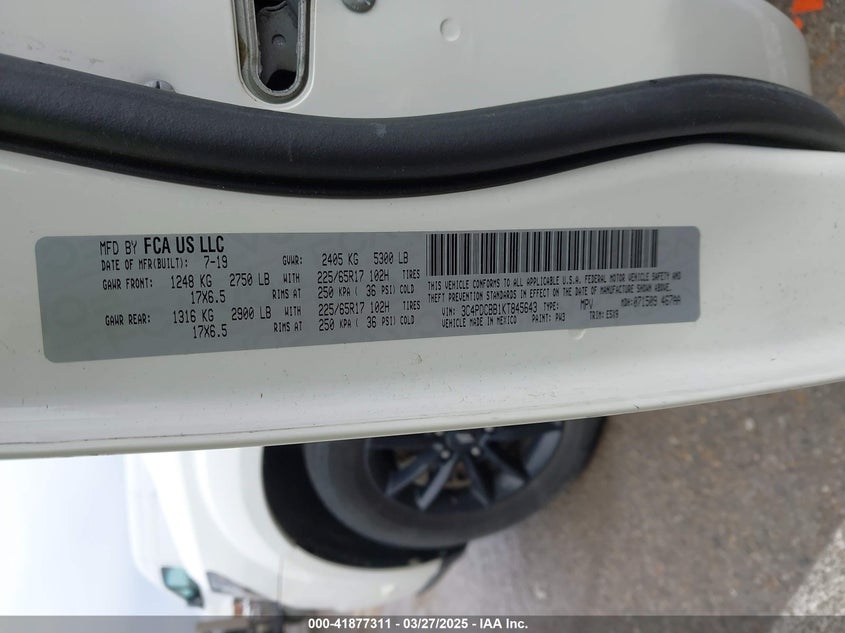 MFD BY FCA US LLC
DATE OF MFR(BUILT): 7-19 GVWR: 2405 KG 5300 LB
GAWR FRONT: 1248 KG 2750 LB WITH 225/65R17 102H TIRES
17X6.5 RIMS AT 250 KPA ( 36 PSI) COLD
GAWR REAR: 1316 KG 2900 LB WITH 225/65R17 102H TIRES
17X6.5 RIMS AT 250 KPA ( 36 PSI) COLD
THIS VEHICLE CONFORMS TO ALL APPLICABLE U.S.A. FEDERAL MOTOR VEHICLE SAFETY AND
THEFT PREVENTION STANDARDS IN EFFECT ON THE DATE OF MANUFACTURE SHOWN ABOVE.
VIN: 3C4PDCBB1KT845643 TYPE: MPV MDH: 071509 467AA
MADE IN MEXICO PAINT: PW3 TRIM: E5X9
000-41877311 — 03/27/2025 — IAA Inc.